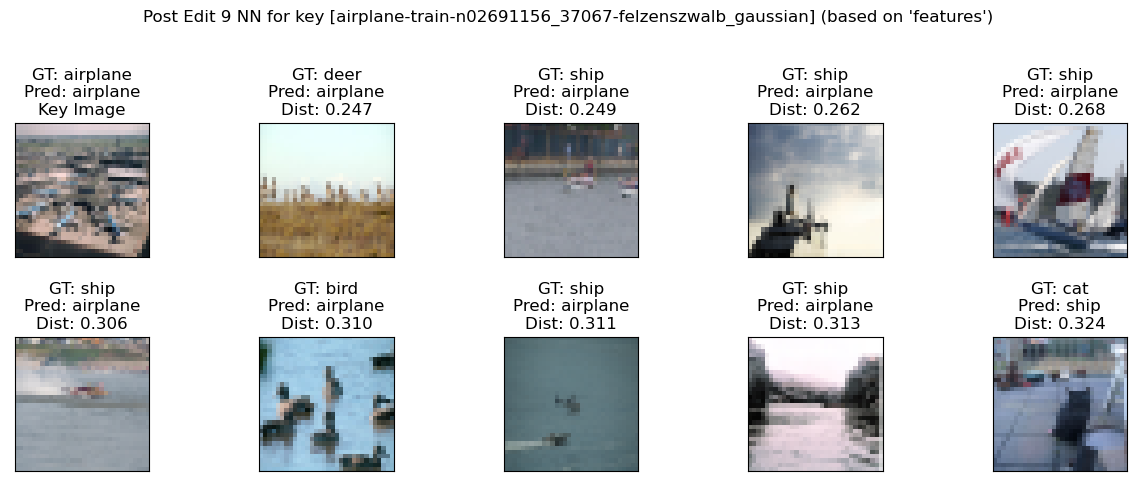 Post Edit 9 NN for key [airplane-train-n02691156_37067-felzenszwalb_gaussian] (based on 'features')
GT: airplane
Pred: airplane
Key Image
GT: deer
Pred: airplane
Dist: 0.247
GT: ship
Pred: airplane
Dist: 0.249
GT: ship
Pred: airplane
Dist: 0.262
GT: ship
Pred: airplane
Dist: 0.268
GT: ship
Pred: airplane
Dist: 0.306
GT: bird
Pred: airplane
Dist: 0.310
GT: ship
Pred: airplane
Dist: 0.311
GT: ship
Pred: airplane
Dist: 0.313
GT: cat
Pred: ship
Dist: 0.324